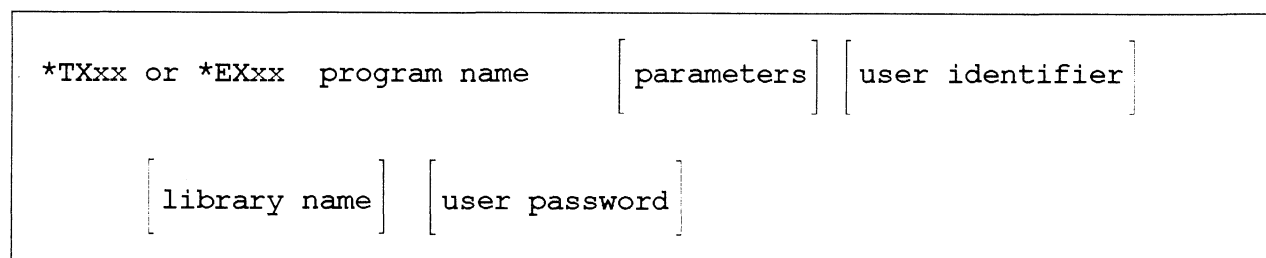 *TXxx or *EXxx program name [parameters] [user identifier]
[library name] [user password]